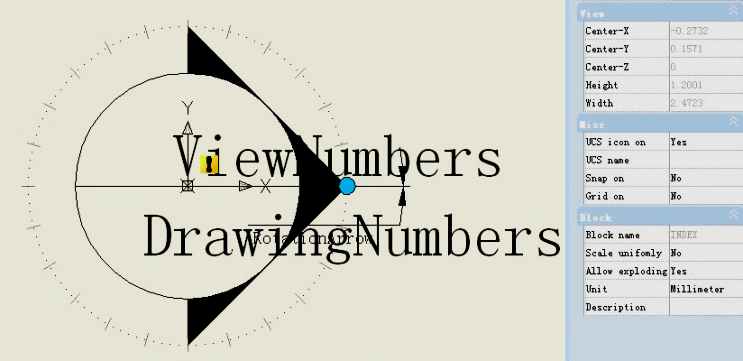 Y
ViewNumbers
X
DrawingNumbers
RotationArrow
View
Center-X -0.2732
Center-Y 0.1571
Center-Z 0
Height 1.2001
Width 2.4723
Misc
UCS icon on Yes
UCS name
Snap on No
Grid on No
Block
Block name INDEX
Scale unifomly No
Allow exploding Yes
Unit Millimeter
Description